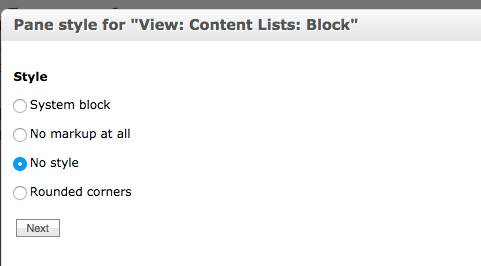 Pane style for "View: Content Lists: Block"
Style
System block
No markup at all
No style
Rounded corners
Next